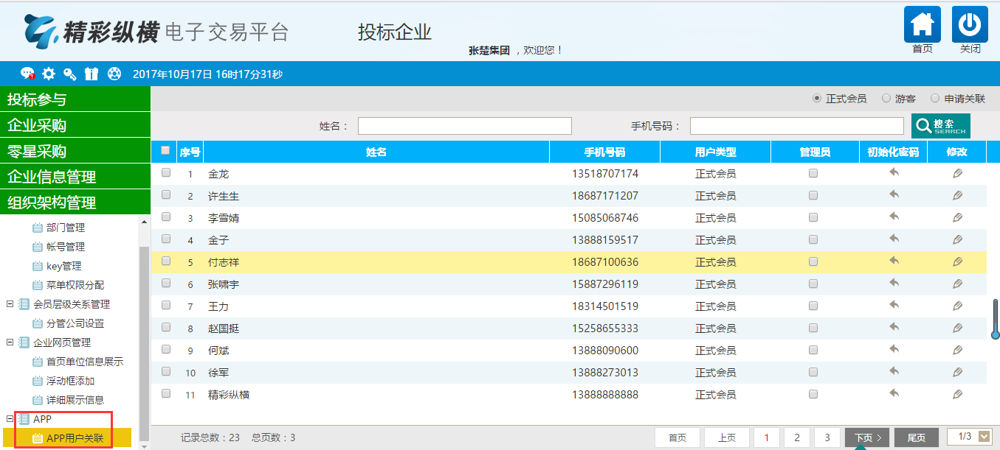 精彩纵横 电子交易平台 投标企业
首页 关闭
张楚集团 ，欢迎您！
2017年10月17日 16时17分31秒
投标参与
企业采购
零星采购
企业信息管理
组织架构管理
部门管理
帐号管理
key管理
菜单权限分配
会员层级关系管理
分管公司设置
企业网页管理
首页单位信息展示
浮动框添加
详细展示信息
APP
APP用户关联
正式会员 游客 申请关联
姓名： 手机号码： 搜索 SEARCH
序号 姓名 手机号码 用户类型 管理员 初始化密码 修改
1 金龙 13518707174 正式会员
2 许生生 18687171207 正式会员
3 李雪婧 15085068746 正式会员
4 金子 13888159517 正式会员
5 付志祥 18687100636 正式会员
6 张啸宇 15887296119 正式会员
7 王力 18314501519 正式会员
8 赵国挺 15258655333 正式会员
9 何斌 13888090600 正式会员
10 徐军 13888273013 正式会员
11 精彩纵横 13888888888 正式会员
记录总数：23 总页数：3 首页 上页 1 2 3 下页 尾页 1/3